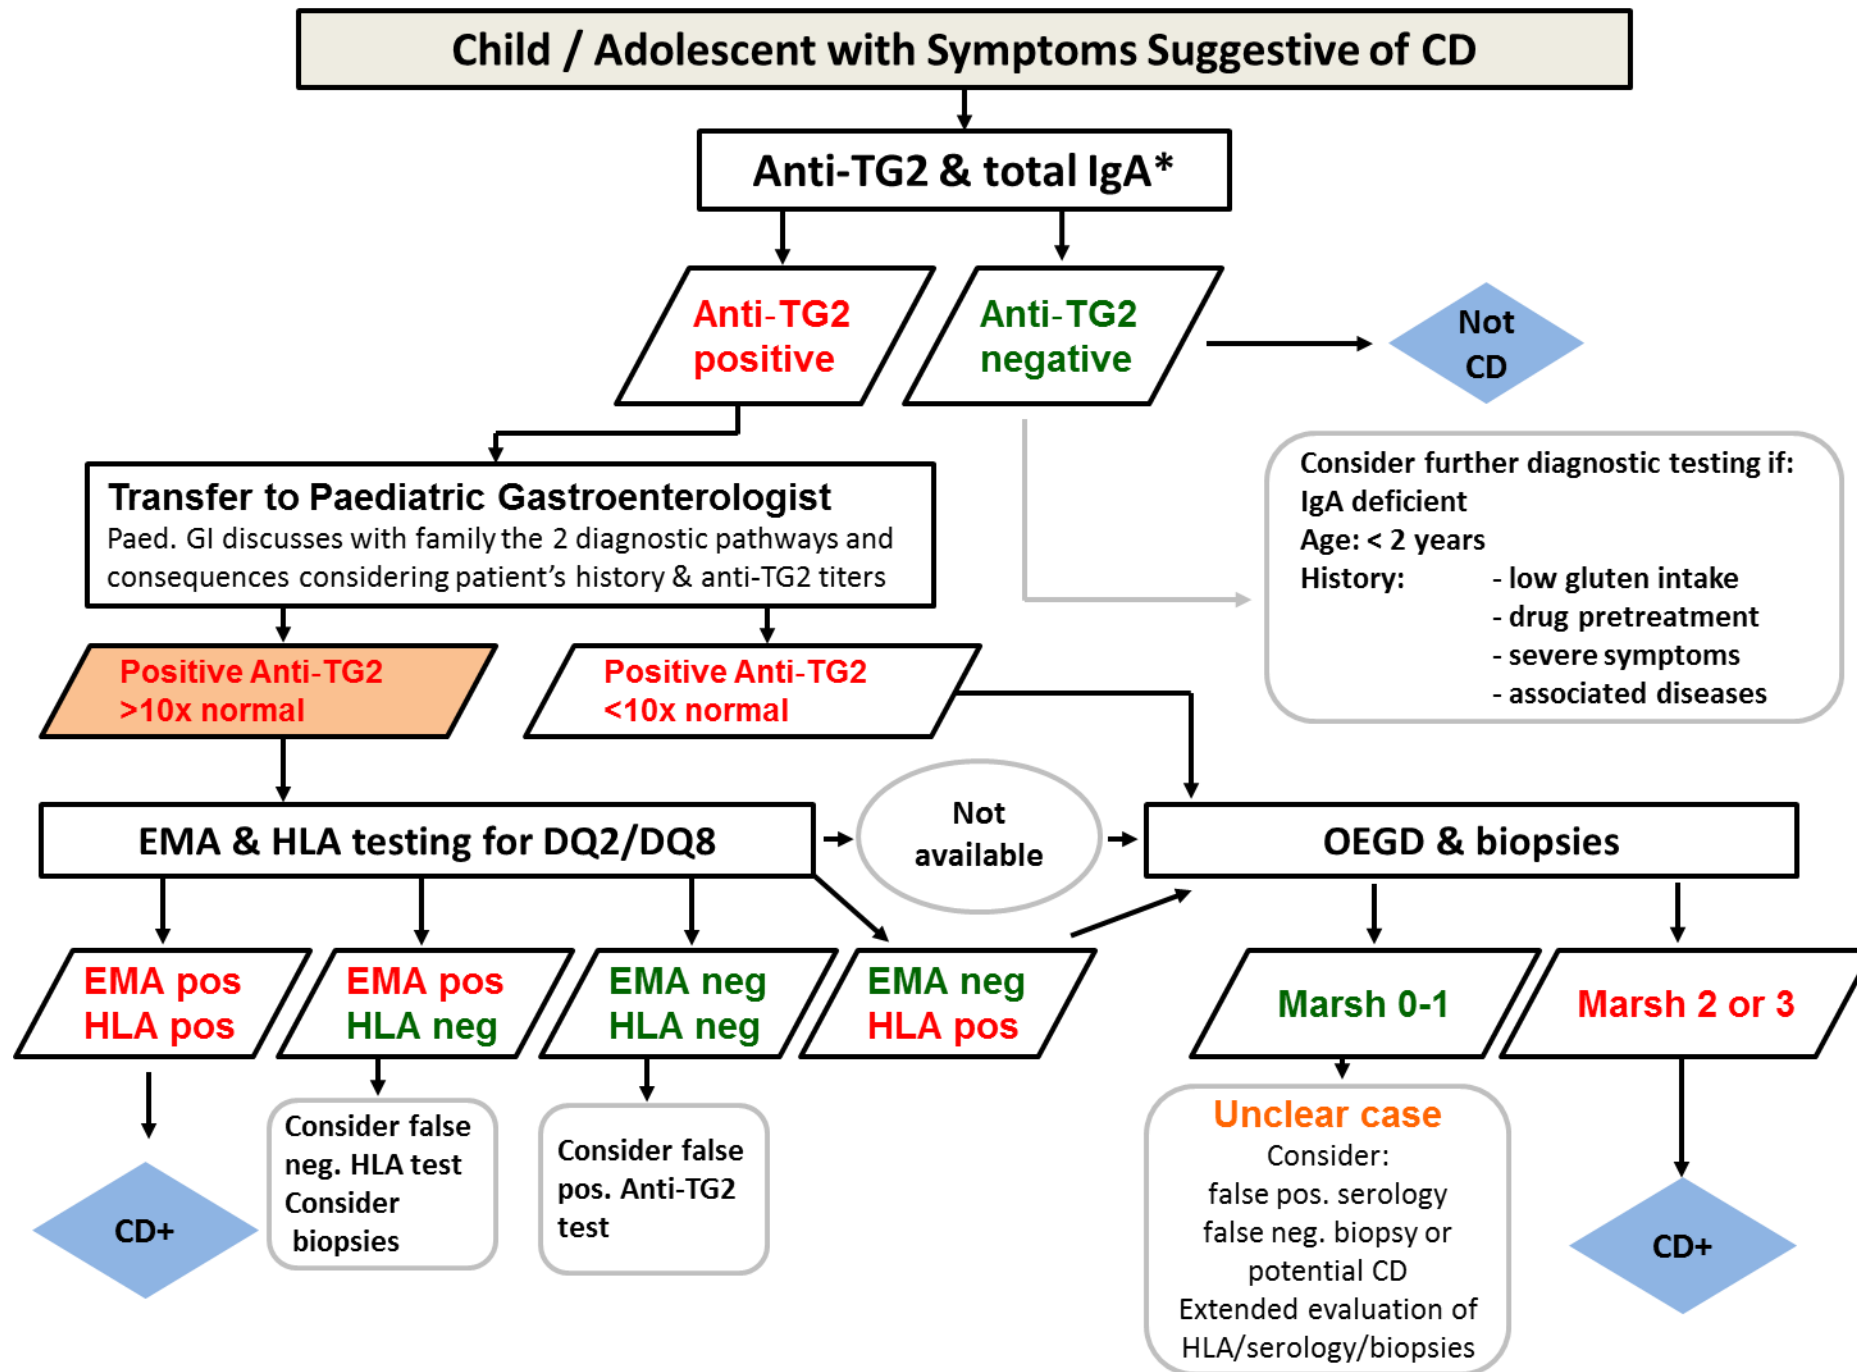 Child / Adolescent with Symptoms Suggestive of CD
Anti-TG2 & total IgA*
Anti-TG2
positive
Anti-TG2
negative
Not
CD
Consider further diagnostic testing if:
IgA deficient
Age: < 2 years
History: - low gluten intake
- drug pretreatment
- severe symptoms
- associated diseases
Transfer to Paediatric Gastroenterologist
Paed. GI discusses with family the 2 diagnostic pathways and
consequences considering patient’s history & anti-TG2 titers
Positive Anti-TG2
>10x normal
Positive Anti-TG2
<10x normal
EMA & HLA testing for DQ2/DQ8
Not
available
OEGD & biopsies
EMA pos
HLA pos
EMA pos
HLA neg
EMA neg
HLA neg
EMA neg
HLA pos
Marsh 0-1
Marsh 2 or 3
CD+
Consider false
neg. HLA test
Consider
biopsies
Consider false
pos. Anti-TG2
test
Unclear case
Consider:
false pos. serology
false neg. biopsy or
potential CD
Extended evaluation of
HLA/serology/biopsies
CD+